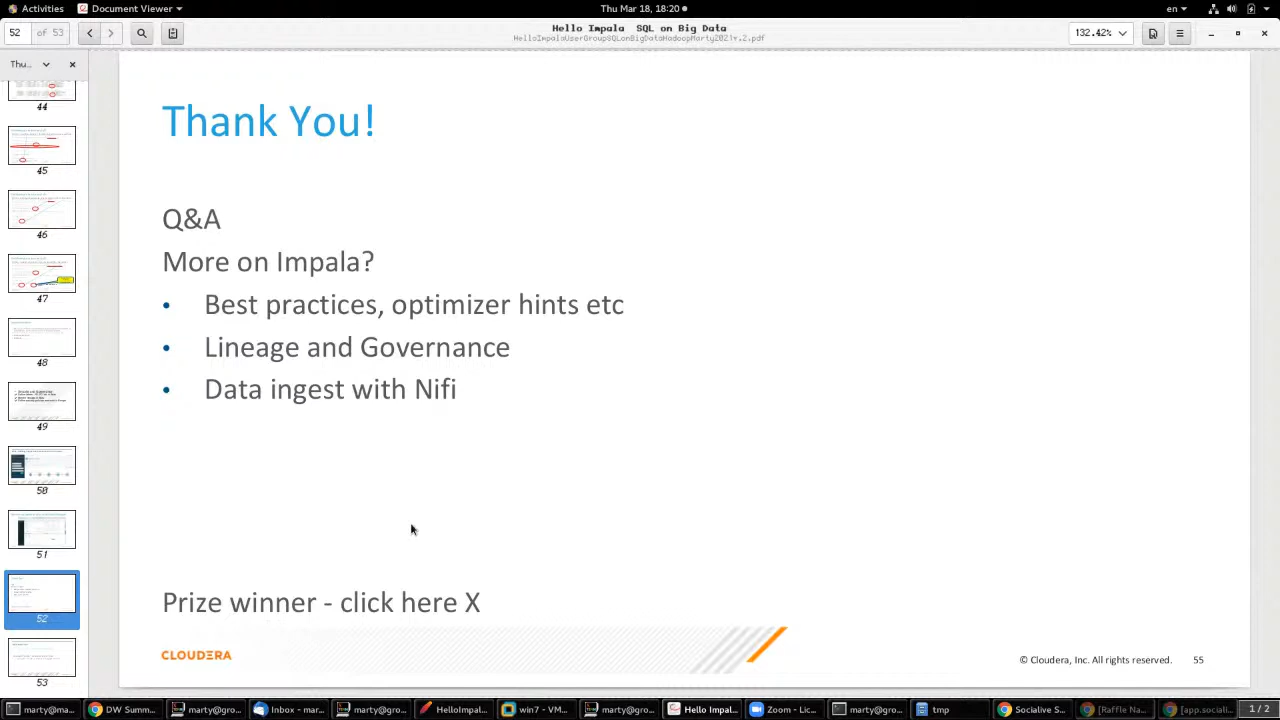 Activities
Document Viewer
Thu Mar 18, 18:20
en
52
of 53
Hello Impala SQL on Big Data
HelloImpalaUserGroupSQLonBigDataHadoopMarty2021v.2.pdf
132.42%
Thu...
44
45
46
47
48
49
50
51
52
53
Thank You!
Q&A
More on Impala?
• Best practices, optimizer hints etc
• Lineage and Governance
• Data ingest with Nifi
Prize winner - click here X
CLOUDERA
© Cloudera, Inc. All rights reserved.
55
marty@ma...
DW Summ...
marty@gro...
Inbox - mar...
marty@gro...
HelloImpal...
win7 - VM...
marty@gro...
Hello Impal...
Zoom - Lic...
marty@gro...
tmp
Socialive S...
[Raffle Na...
[app.sociali...
1 / 2